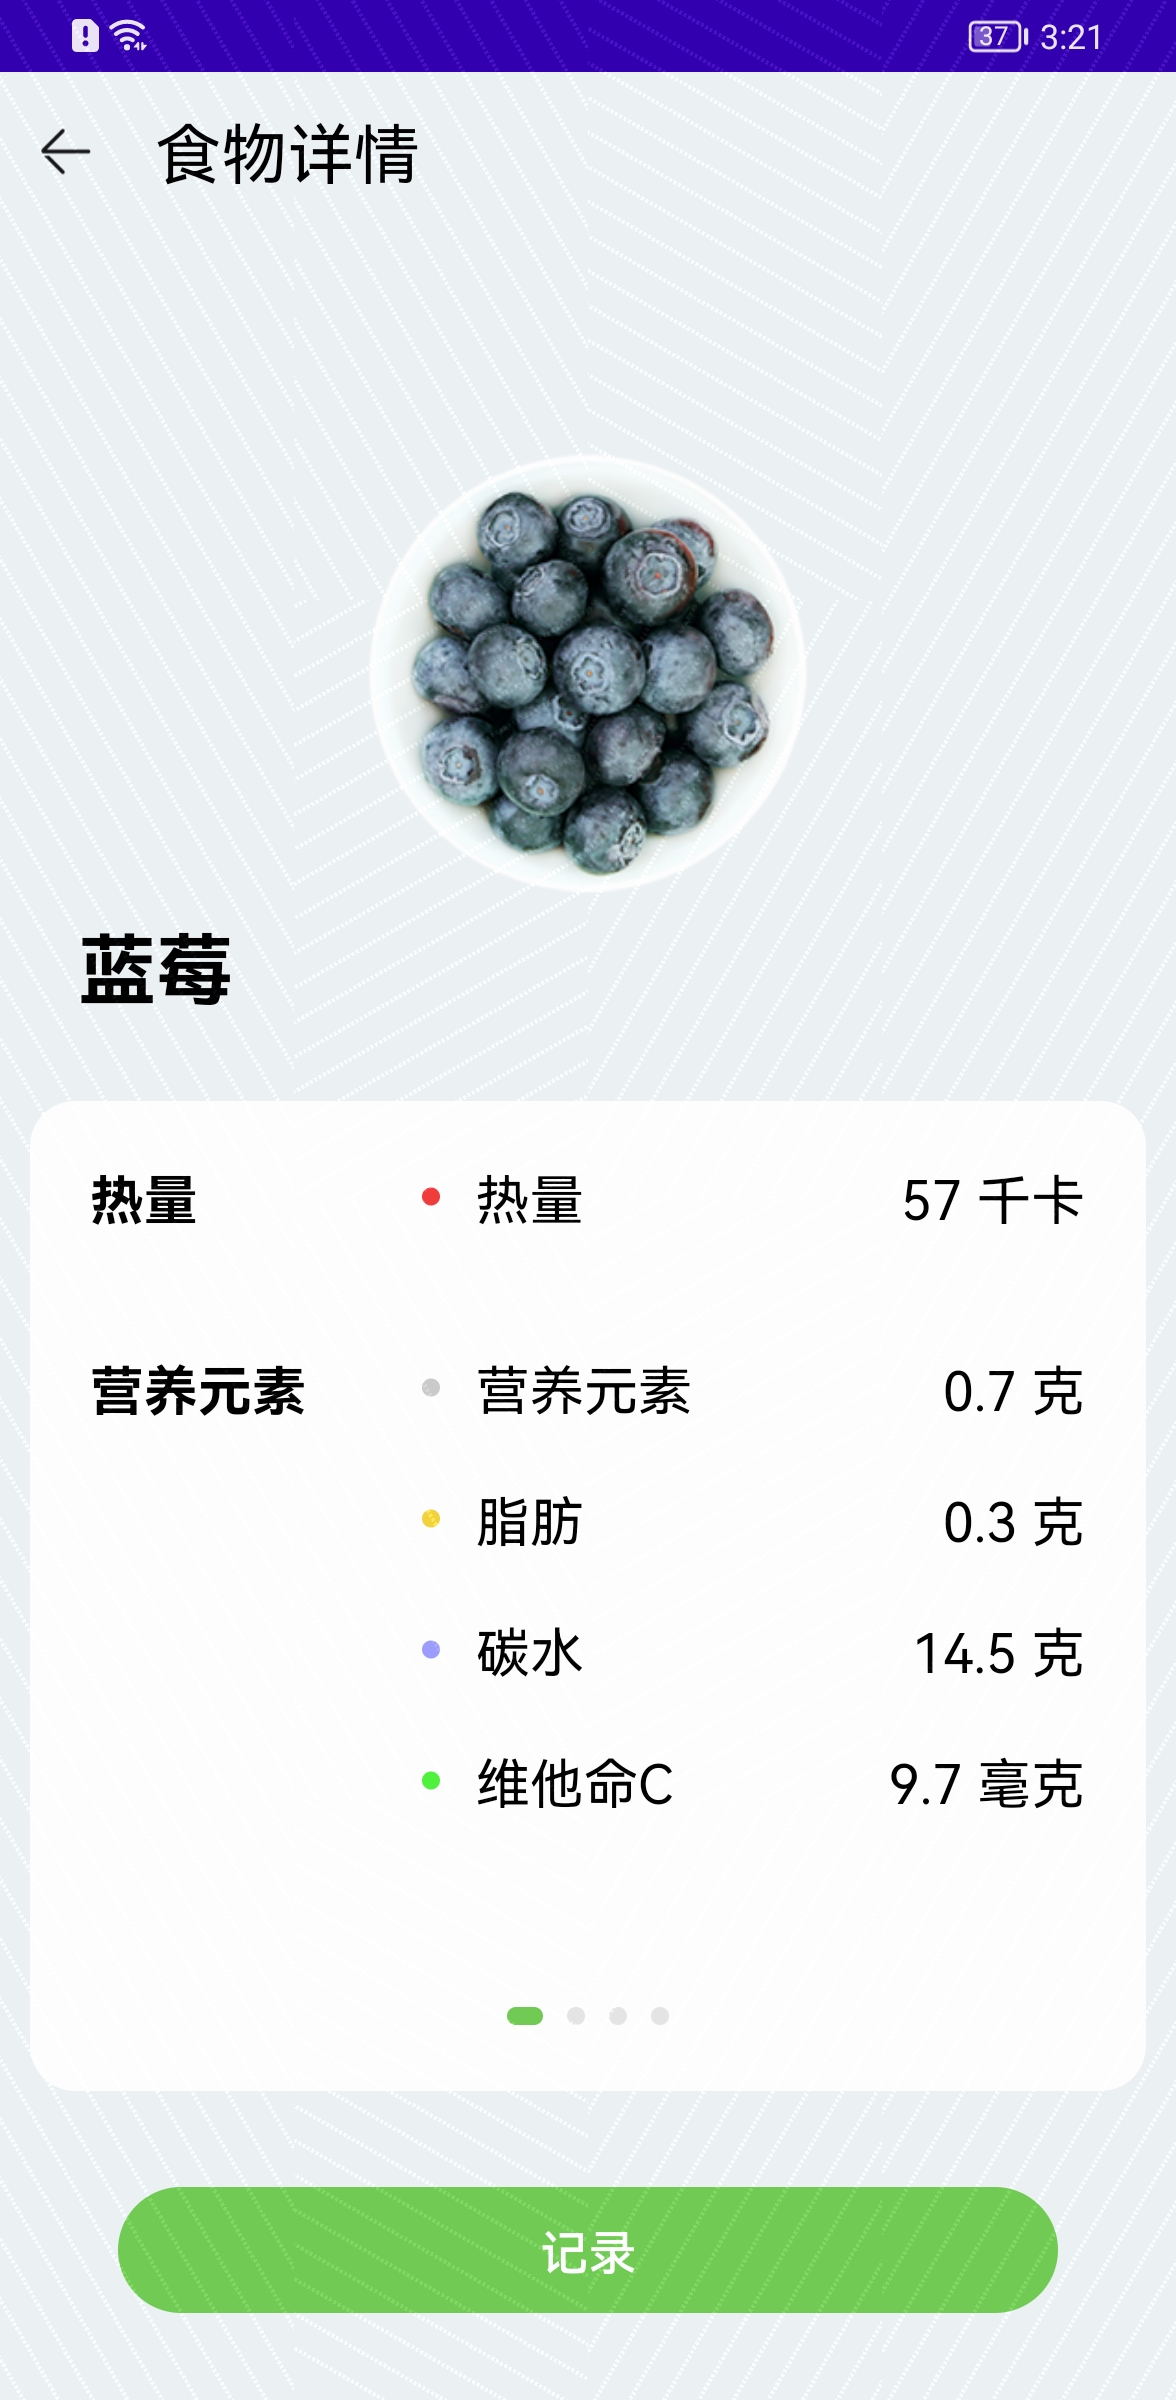 37 3:21
食物详情
蓝莓
热量 热量 57 千卡
营养元素 营养元素 0.7 克
脂肪 0.3 克
碳水 14.5 克
维他命C 9.7 毫克
记录